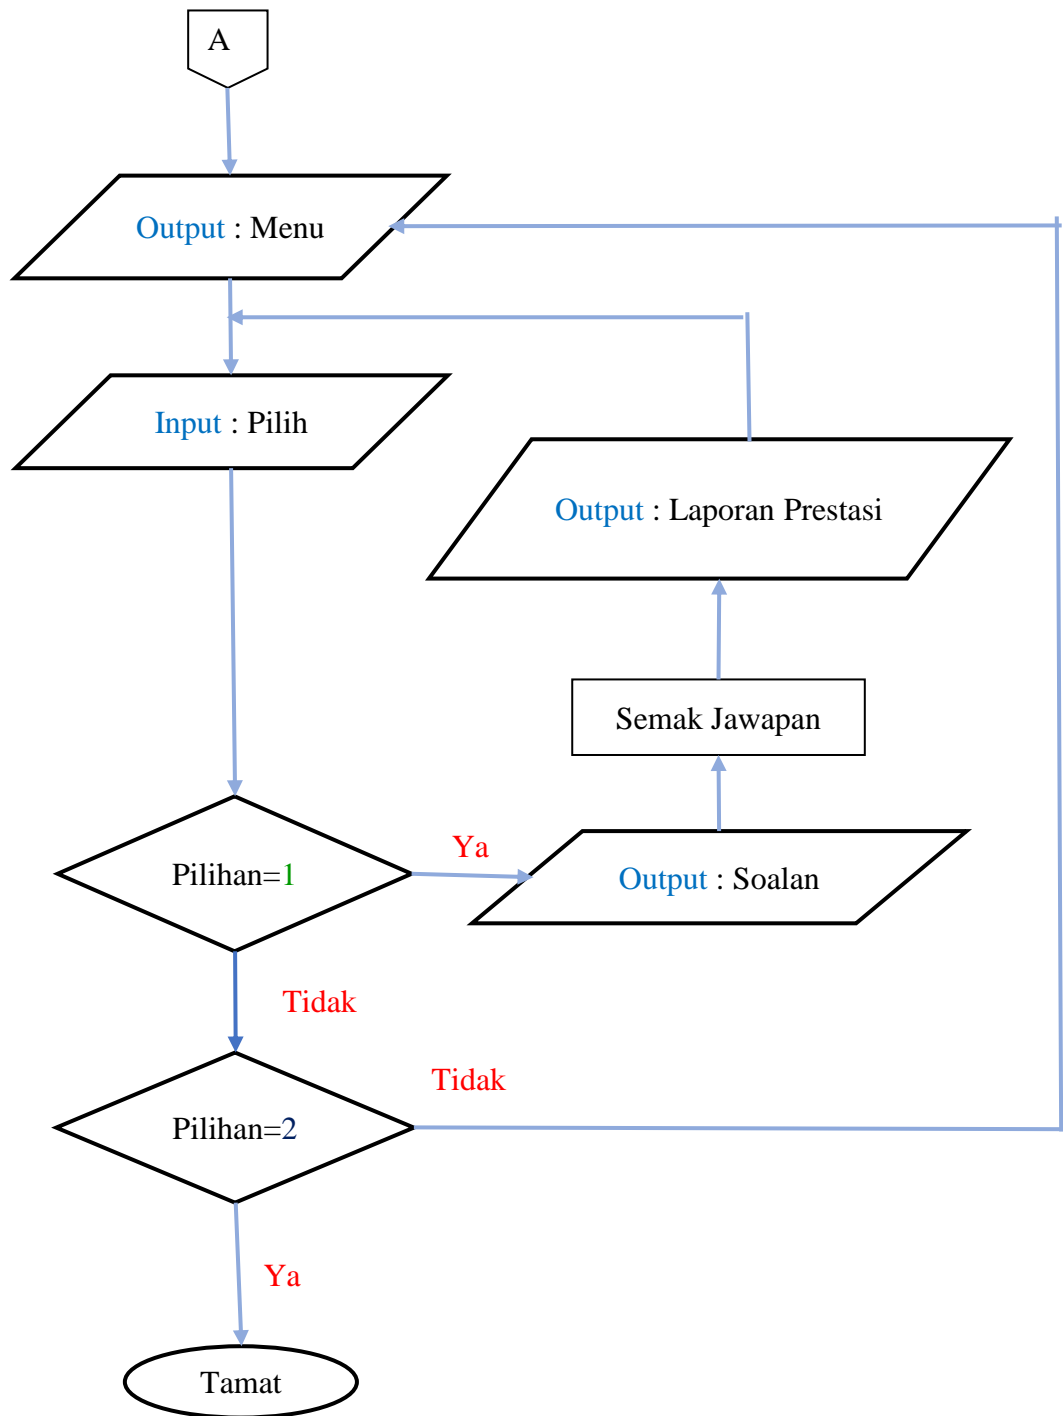 A
Output : Menu
Input : Pilih
Output : Laporan Prestasi
Semak Jawapan
Ya
Pilihan=1
Output : Soalan
Tidak
Tidak
Pilihan=2
Ya
Tamat